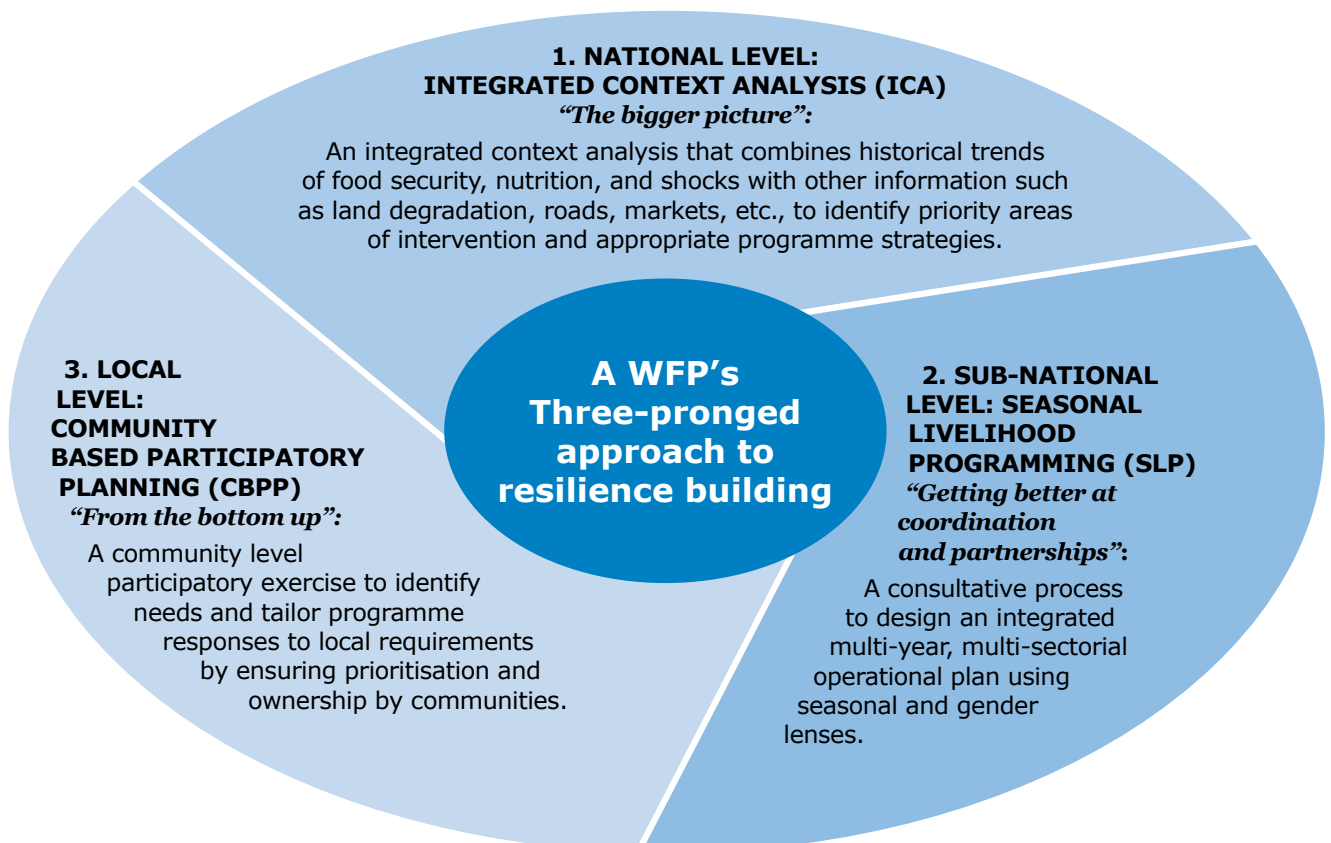 1. NATIONAL LEVEL:
INTEGRATED CONTEXT ANALYSIS (ICA)
“The bigger picture”:
An integrated context analysis that combines historical trends
of food security, nutrition, and shocks with other information such
as land degradation, roads, markets, etc., to identify priority areas
of intervention and appropriate programme strategies.
A WFP’s
Three-pronged
approach to
resilience building
2. SUB-NATIONAL
LEVEL: SEASONAL
LIVELIHOOD
PROGRAMMING (SLP)
“Getting better at
coordination
and partnerships”:
A consultative process
to design an integrated
multi-year, multi-sectorial
operational plan using
seasonal and gender
lenses.
3. LOCAL
LEVEL:
COMMUNITY
BASED PARTICIPATORY
PLANNING (CBPP)
“From the bottom up”:
A community level
participatory exercise to identify
needs and tailor programme
responses to local requirements
by ensuring prioritisation and
ownership by communities.